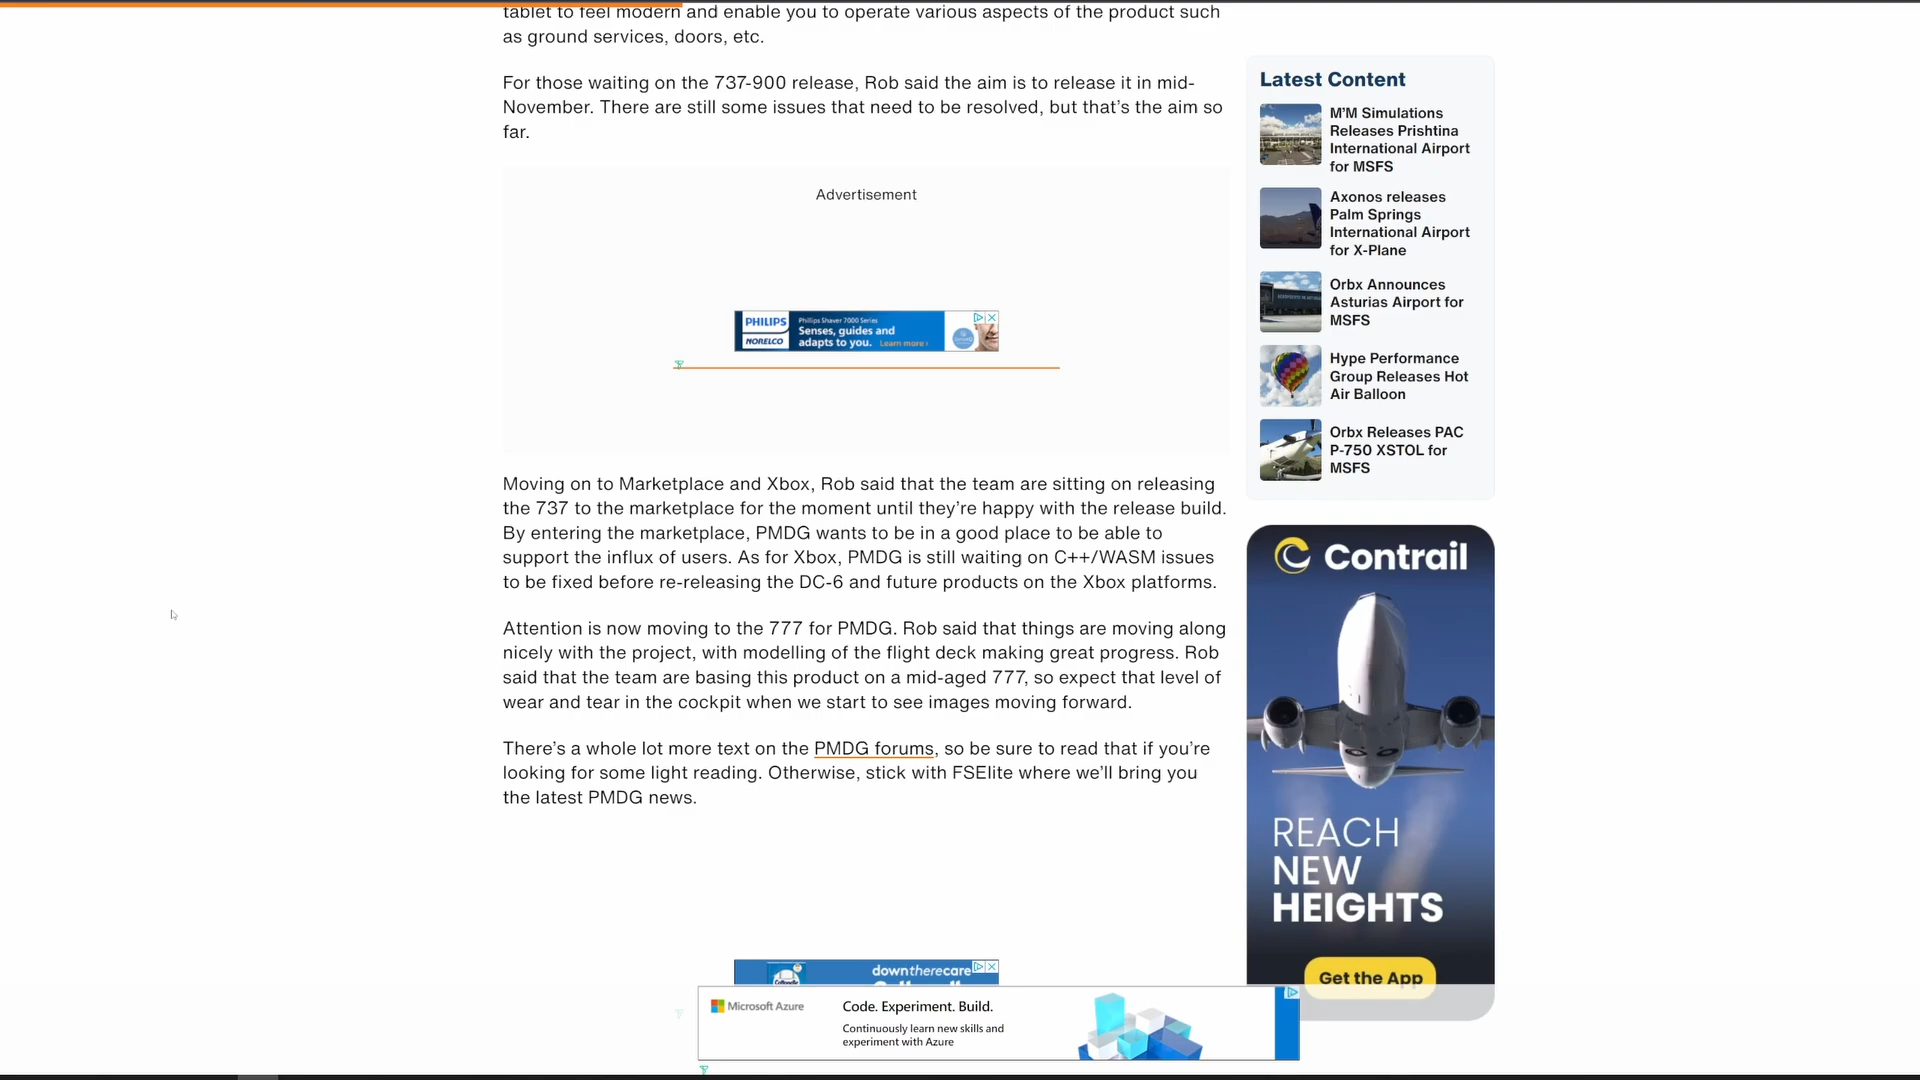 tablet to feel modern and enable you to operate various aspects of the product such
as ground services, doors, etc.
For those waiting on the 737-900 release, Rob said the aim is to release it in mid-
November. There are still some issues that need to be resolved, but that's the aim so
far.
Advertisement
PHILIPS
NORELCO
Phillips Shaver 7000 Series
Senses, guides and
adapts to you. Learn more ›
Moving on to Marketplace and Xbox, Rob said that the team are sitting on releasing
the 737 to the marketplace for the moment until they're happy with the release build.
By entering the marketplace, PMDG wants to be in a good place to be able to
support the influx of users. As for Xbox, PMDG is still waiting on C++/WASM issues
to be fixed before re-releasing the DC-6 and future products on the Xbox platforms.
Attention is now moving to the 777 for PMDG. Rob said that things are moving along
nicely with the project, with modelling of the flight deck making great progress. Rob
said that the team are basing this product on a mid-aged 777, so expect that level of
wear and tear in the cockpit when we start to see images moving forward.
There's a whole lot more text on the PMDG forums, so be sure to read that if you're
looking for some light reading. Otherwise, stick with FSElite where we'll bring you
the latest PMDG news.
Latest Content
M'M Simulations
Releases Prishtina
International Airport
for MSFS
Axonos releases
Palm Springs
International Airport
for X-Plane
Orbx Announces
Asturias Airport for
MSFS
Hype Performance
Group Releases Hot
Air Balloon
Orbx Releases PAC
P-750 XSTOL for
MSFS
Contrail
REACH
NEW
HEIGHTS
Get the App
downtherecare
Cottonelle
Microsoft Azure
Code. Experiment. Build.
Continuously learn new skills and
experiment with Azure